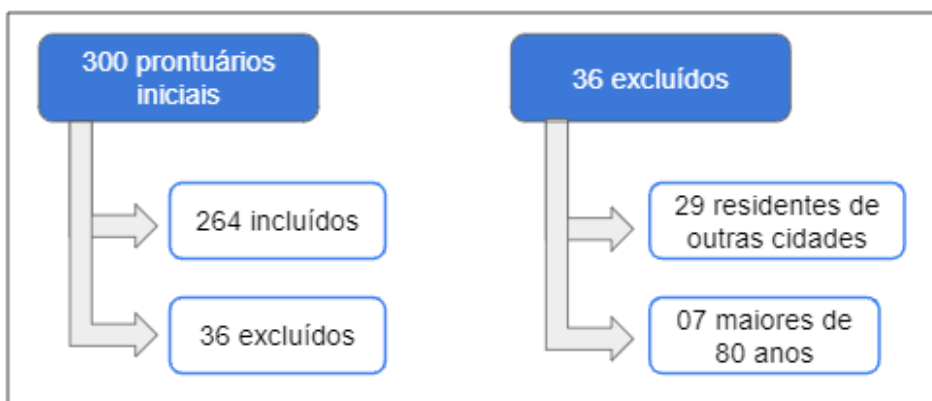 300 prontuários
iniciais
264 incluídos
36 excluídos
36 excluídos
29 residentes de
outras cidades
07 maiores de
80 anos